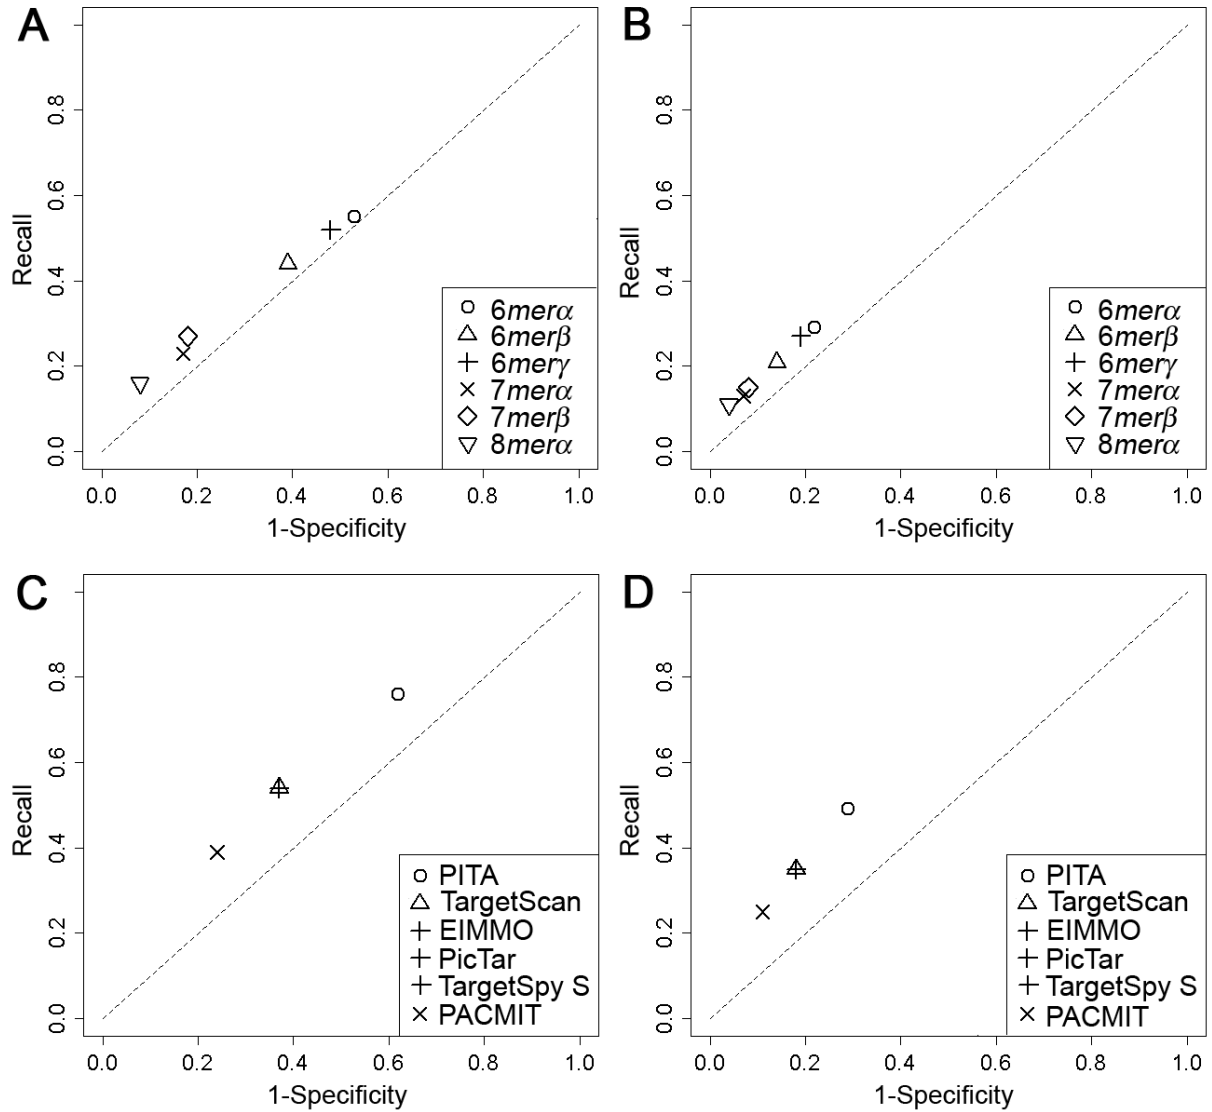 A
Recall
0.0 0.2 0.4 0.6 0.8
6merα
6merβ
6merγ
7merα
7merβ
8merα
0.0 0.2 0.4 0.6 0.8 1.0
1-Specificity
B
Recall
0.0 0.2 0.4 0.6 0.8
6merα
6merβ
6merγ
7merα
7merβ
8merα
0.0 0.2 0.4 0.6 0.8 1.0
1-Specificity
C
Recall
0.0 0.2 0.4 0.6 0.8
PITA
TargetScan
EIMMO
PicTar
TargetSpy S
PACMIT
0.0 0.2 0.4 0.6 0.8 1.0
1-Specificity
D
Recall
0.0 0.2 0.4 0.6 0.8
PITA
TargetScan
EIMMO
PicTar
TargetSpy S
PACMIT
0.0 0.2 0.4 0.6 0.8 1.0
1-Specificity